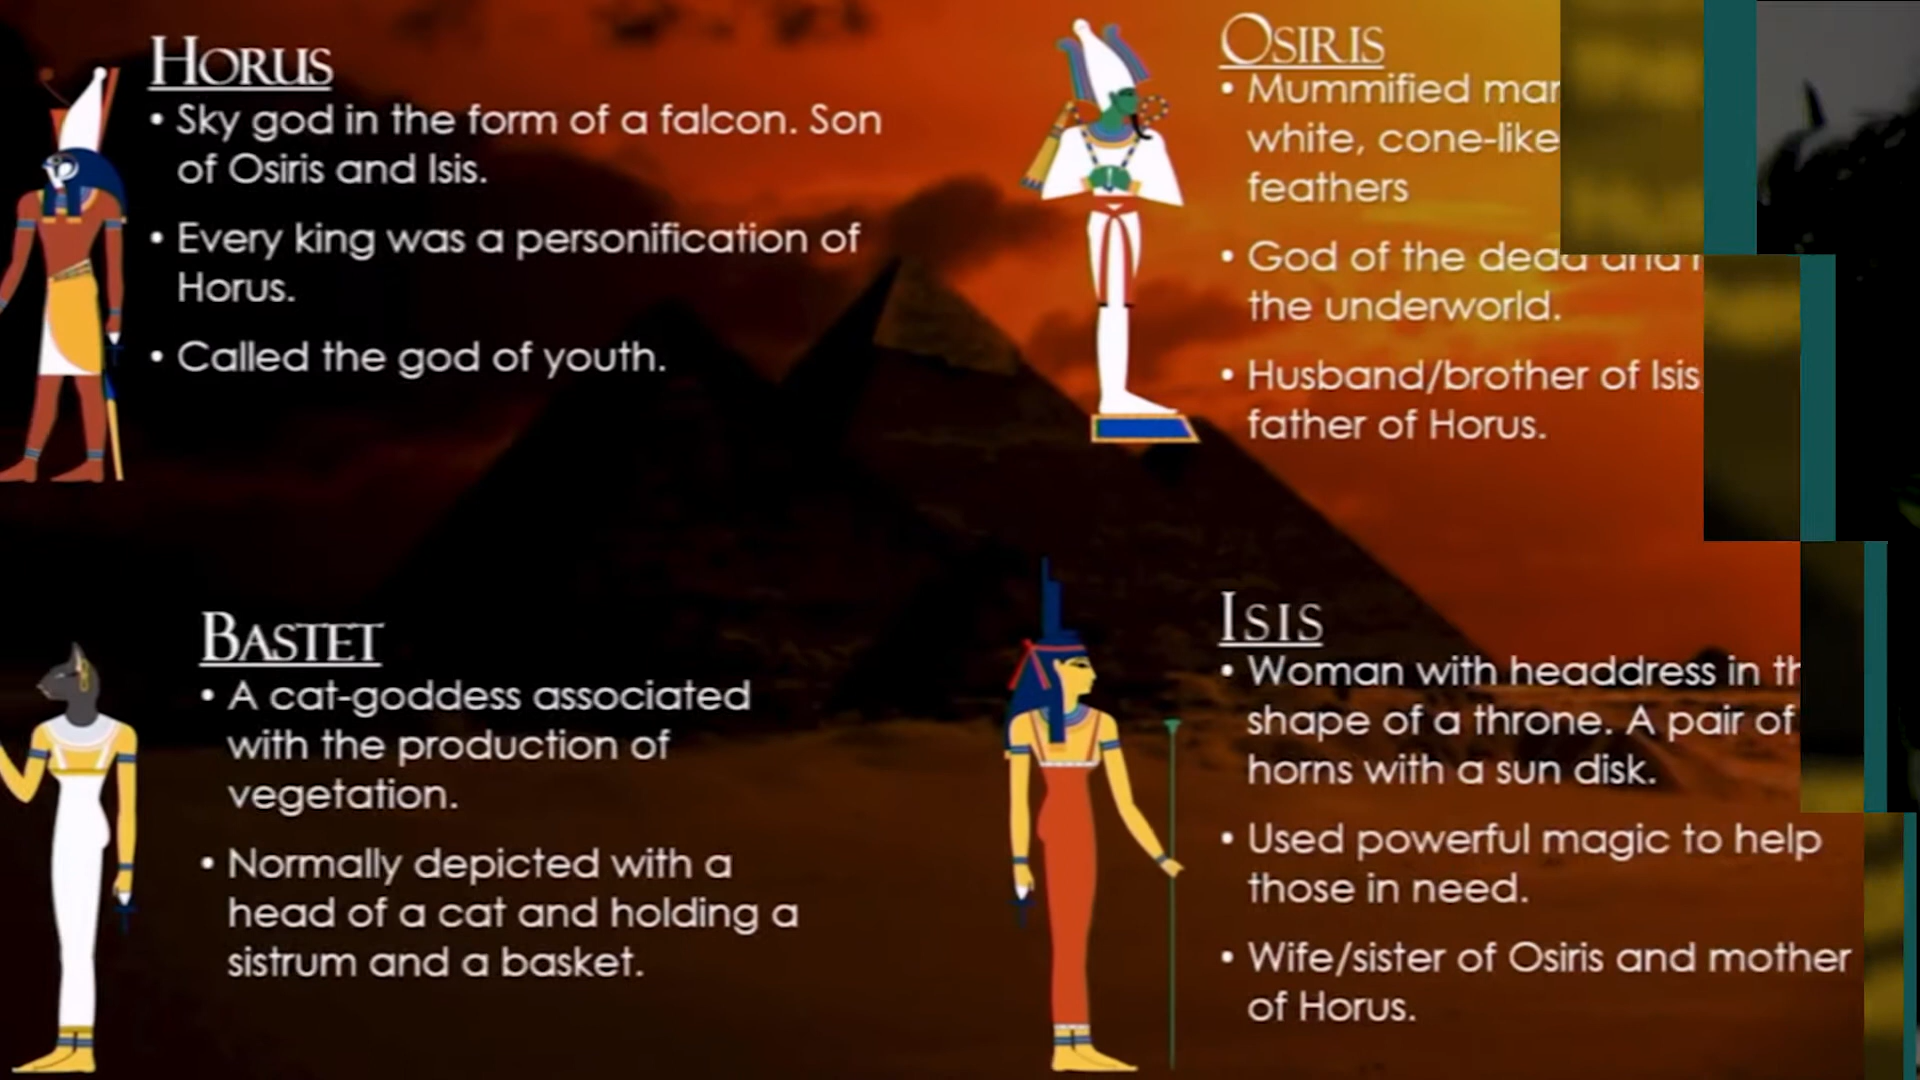 HORUS
• Sky god in the form of a falcon. Son
of Osiris and Isis.
• Every king was a personification of
Horus.
• Called the god of youth.
OSIRIS
• Mummified
white, cone-like
feathers
• God of the dead and
the underworld.
• Husband/brother of Isis
father of Horus.
BASTET
• A cat-goddess associated
with the production of
vegetation.
• Normally depicted with a
head of a cat and holding a
sistrum and a basket.
ISIS
• Woman with headdress in
shape of a throne. A pair of
horns with a sun disk.
• Used powerful magic to help
those in need.
• Wife/sister of Osiris and mother
of Horus.